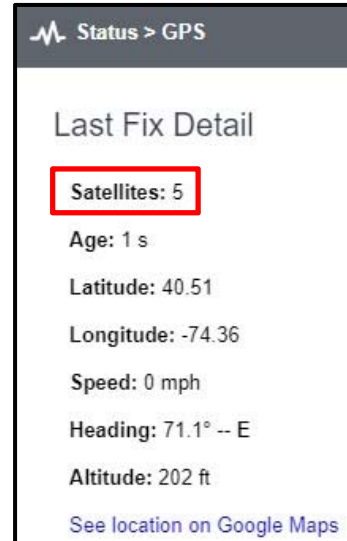 Status > GPS
Last Fix Detail
Satellites: 5
Age: 1 s
Latitude: 40.51
Longitude: -74.36
Speed: 0 mph
Heading: 71.1° -- E
Altitude: 202 ft
See location on Google Maps